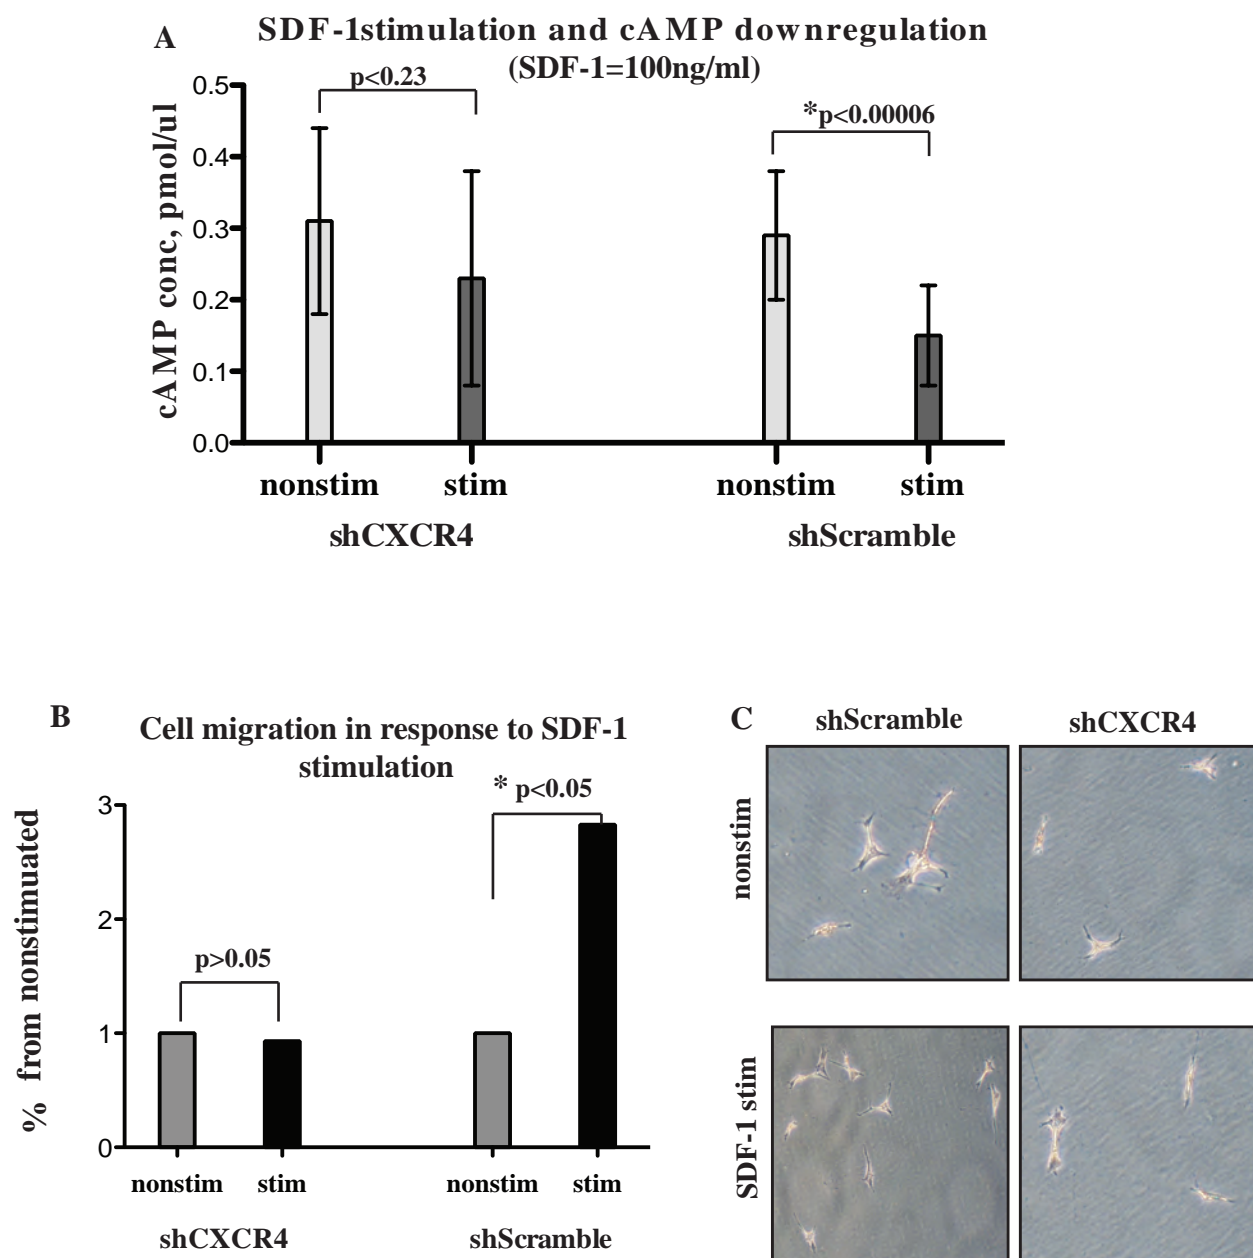 A
SDF-1stimulation and cAMP downregulation
(SDF-1=100ng/ml)
p<0.23
*p<0.00006
cAMP conc, pmol/ul
0.5
0.4
0.3
0.2
0.1
0.0
nonstim stim nonstim stim
shCXCR4 shScramble
B
Cell migration in response to SDF-1
stimulation
* p<0.05
p>0.05
% from nonstimuated
3
2
1
0
nonstim stim nonstim stim
shCXCR4 shScramble
C
shScramble shCXCR4
nonstim
SDF-1 stim